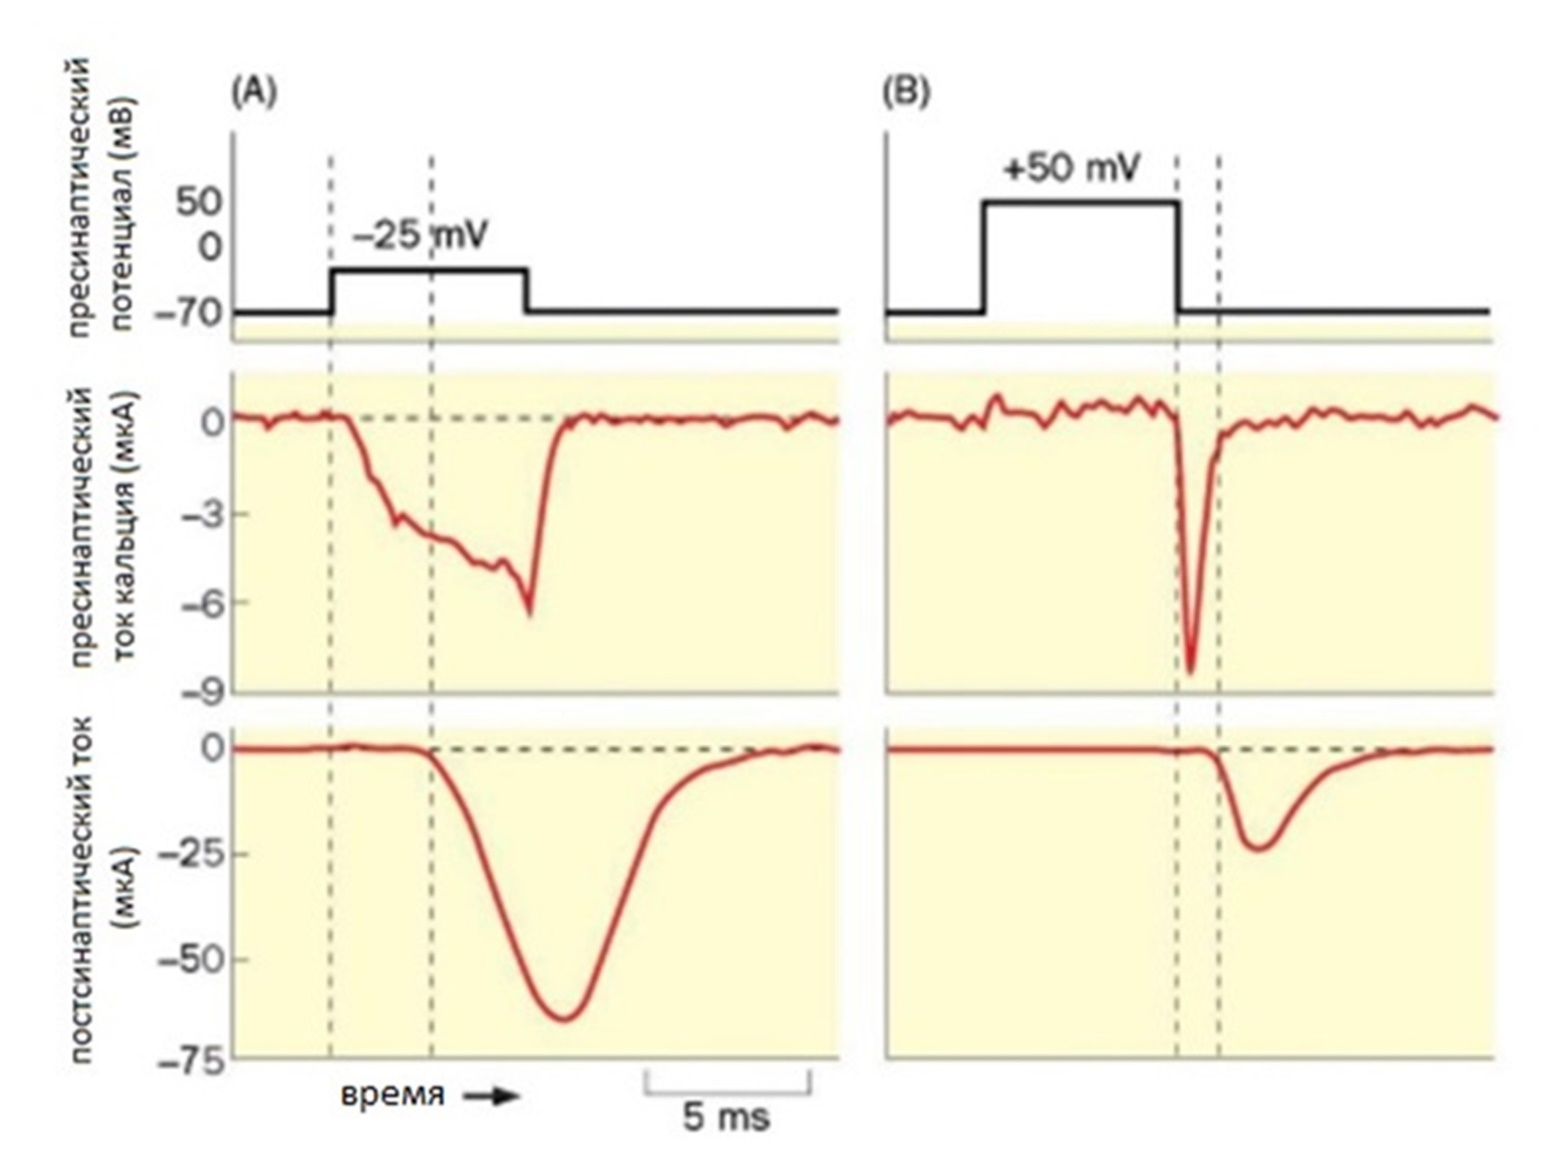 (A)
(B)
пресинаптический
потенциал (мВ)
50
0
–70
–25 mV
+50 mV
пресинаптический
ток кальция (мкА)
0
–3
–6
–9
постсинаптический ток
(мкА)
0
–25
–50
–75
время
5 ms